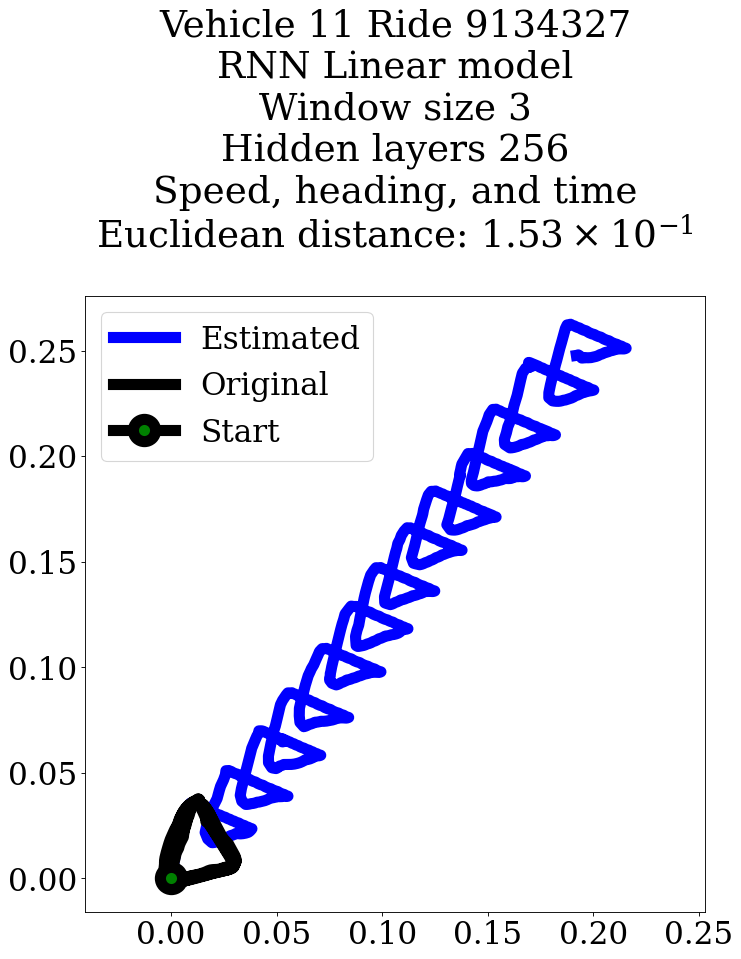 Vehicle 11 Ride 9134327
RNN Linear model
Window size 3
Hidden layers 256
Speed, heading, and time
Euclidean distance: 1.53 × 10⁻¹
Estimated
Original
Start
0.25
0.20
0.15
0.10
0.05
0.00
0.00 0.05 0.10 0.15 0.20 0.25